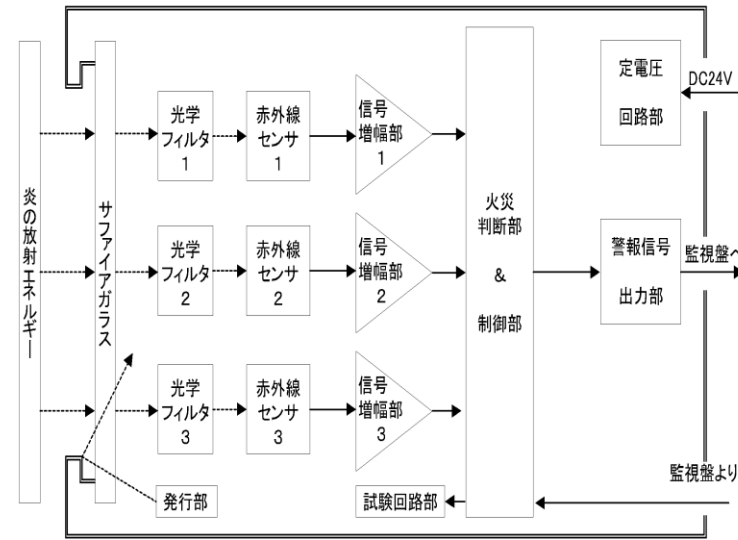 炎の放射エネルギー
サファイアガラス
光学
フィルタ
1
赤外線
センサ
1
信号
増幅部
1
光学
フィルタ
2
赤外線
センサ
2
信号
増幅部
2
光学
フィルタ
3
赤外線
センサ
3
信号
増幅部
3
発行部
試験回路部
火災
判断部
&
制御部
定電圧
回路部
DC24V
警報信号
出力部
監視盤へ
監視盤より